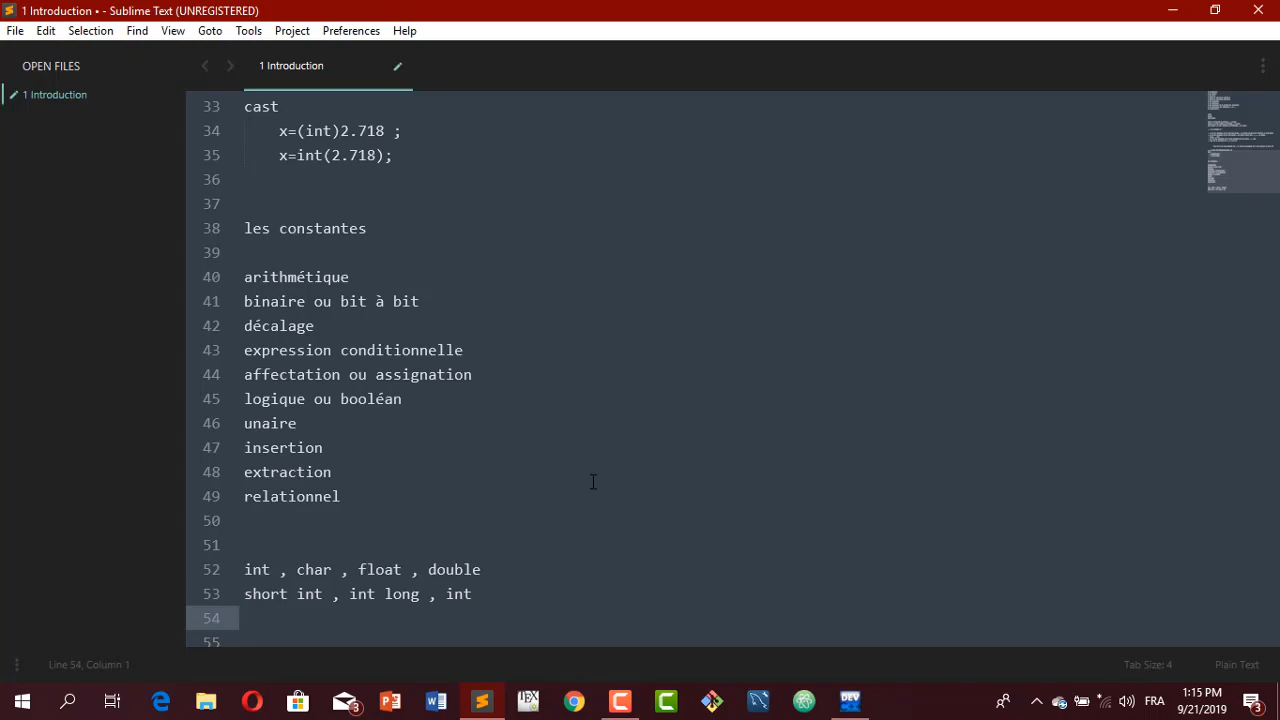 1 Introduction • - Sublime Text (UNREGISTERED)
File Edit Selection Find View Goto Tools Project Preferences Help
OPEN FILES
1 Introduction
1 Introduction
33 cast
34 x=(int)2.718 ;
35 x=int(2.718);
36
37
38 les constantes
39
40 arithmétique
41 binaire ou bit à bit
42 décalage
43 expression conditionnelle
44 affectation ou assignation
45 logique ou booléan
46 unaire
47 insertion
48 extraction
49 relationnel
50
51
52 int , char , float , double
53 short int , int long , int
54
55
Line 54, Column 1 Tab Size: 4 Plain Text
3 TEX DEV FRA 1:15 PM
9/21/2019 3